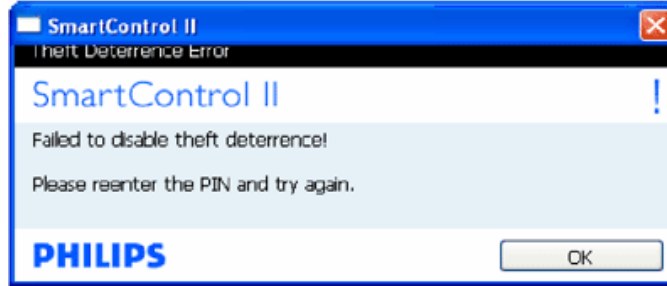 SmartControl II
Theft Deterrence Error
SmartControl II
!
Failed to disable theft deterrence!
Please reenter the PIN and try again.
PHILIPS
OK